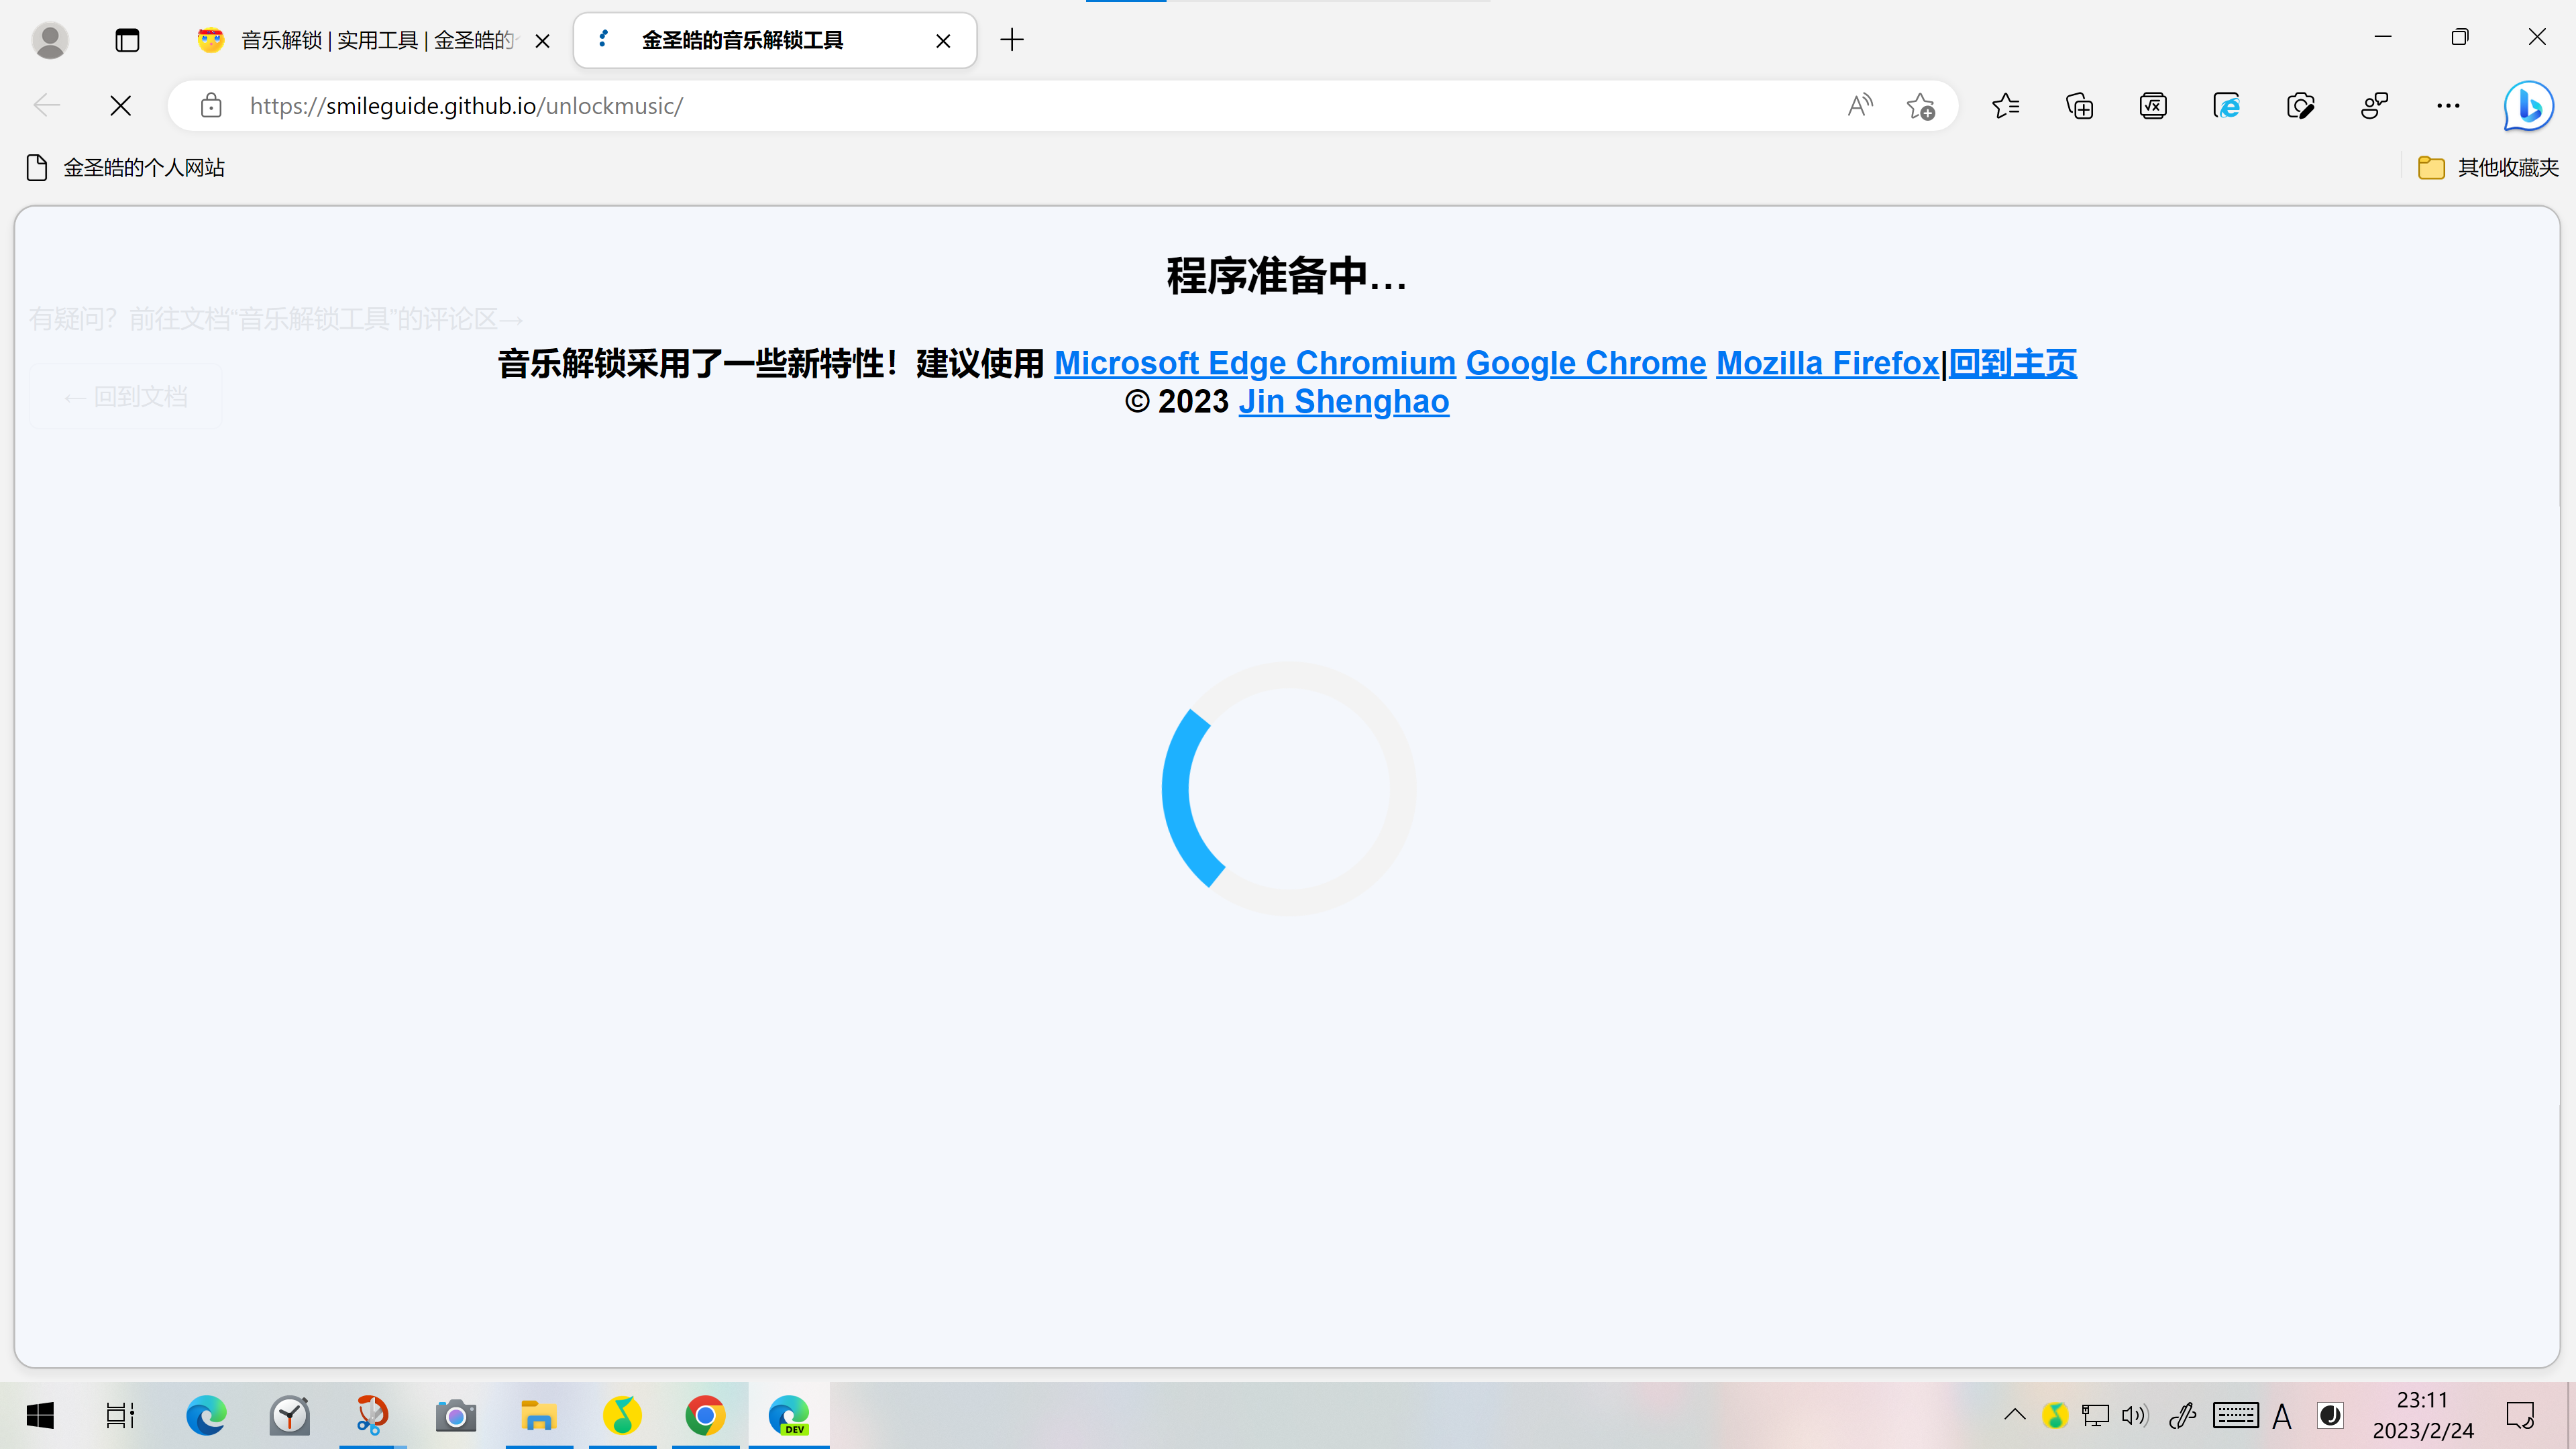 音乐解锁 | 实用工具 | 金圣皓的
金圣皓的音乐解锁工具
https://smileguide.github.io/unlockmusic/
金圣皓的个人网站
其他收藏夹
程序准备中...
有疑问？前往文档“音乐解锁工具”的评论区→
音乐解锁采用了一些新特性！建议使用 Microsoft Edge Chromium Google Chrome Mozilla Firefox|回到主页
← 回到文档
© 2023 Jin Shenghao
DEV
A
23:11
2023/2/24